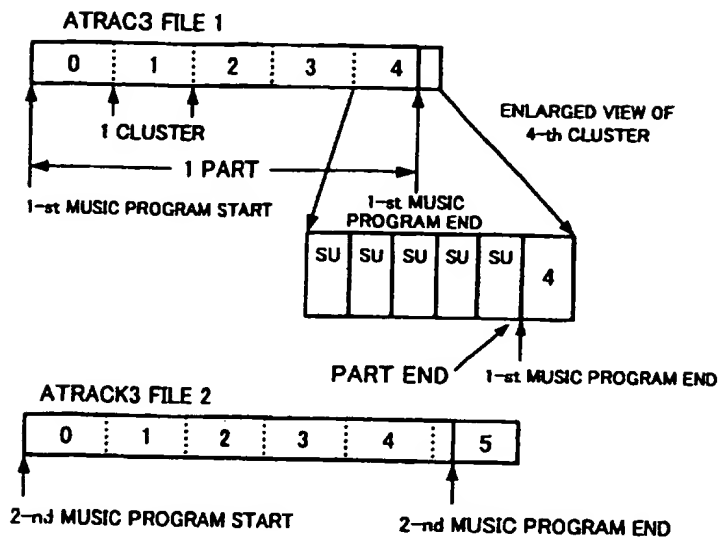 ATRAC3 FILE 1
0 1 2 3 4
1 CLUSTER
ENLARGED VIEW OF
4-th CLUSTER
1 PART
1-st MUSIC PROGRAM START
1-st MUSIC
PROGRAM END
SU SU SU SU SU 4
PART END
1-st MUSIC PROGRAM END
ATRACK3 FILE 2
0 1 2 3 4 5
2-nd MUSIC PROGRAM START
2-nd MUSIC PROGRAM END